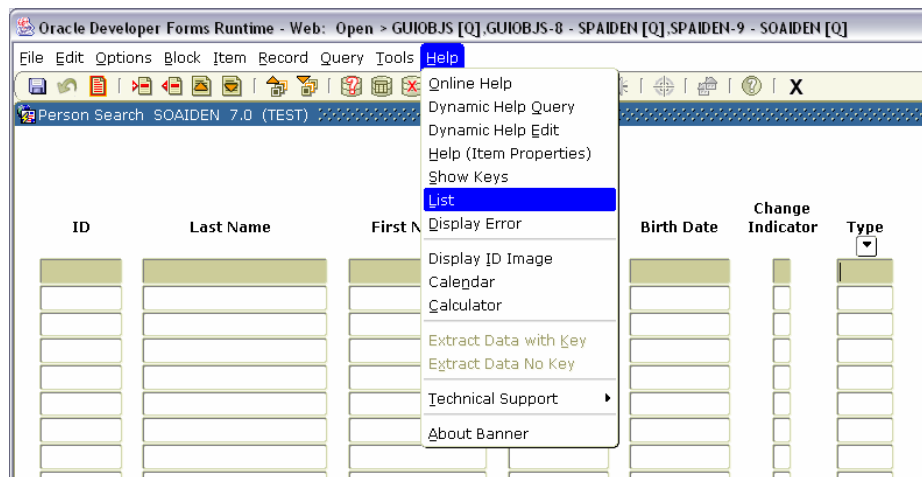 Oracle Developer Forms Runtime - Web: Open > GUIOBJS [Q],GUIOBJS-8 - SPAIDEN [Q],SPAIDEN-9 - SOAIDEN [Q]
File Edit Options Block Item Record Query Tools Help
X
Person Search SOAIDEN 7.0 (TEST)
Online Help
Dynamic Help Query
Dynamic Help Edit
Help (Item Properties)
Show Keys
List
Display Error
Display ID Image
Calendar
Calculator
Extract Data with Key
Extract Data No Key
Technical Support
About Banner
ID Last Name First N Birth Date Change Indicator Type